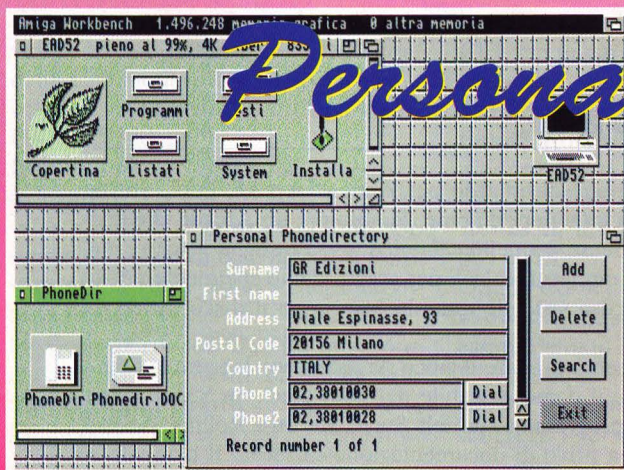 Amiga Workbench 1.496.248 memoria grafica 0 altra memoria
EAD52 pieno al 99%, 4K
Persona
Programmi
Copertina
Listati
System
Installa
EAD52
Personal Phonedirectory
Surname GR Edizioni
First name
Address Viale Espinasse, 93
Postal Code 20156 Milano
Country ITALY
Phone1 02,38010030 Dial
Phone2 02,38010028 Dial
Record number 1 of 1
Add
Delete
Search
Exit
PhoneDir
PhoneDir Phonedir.DOC